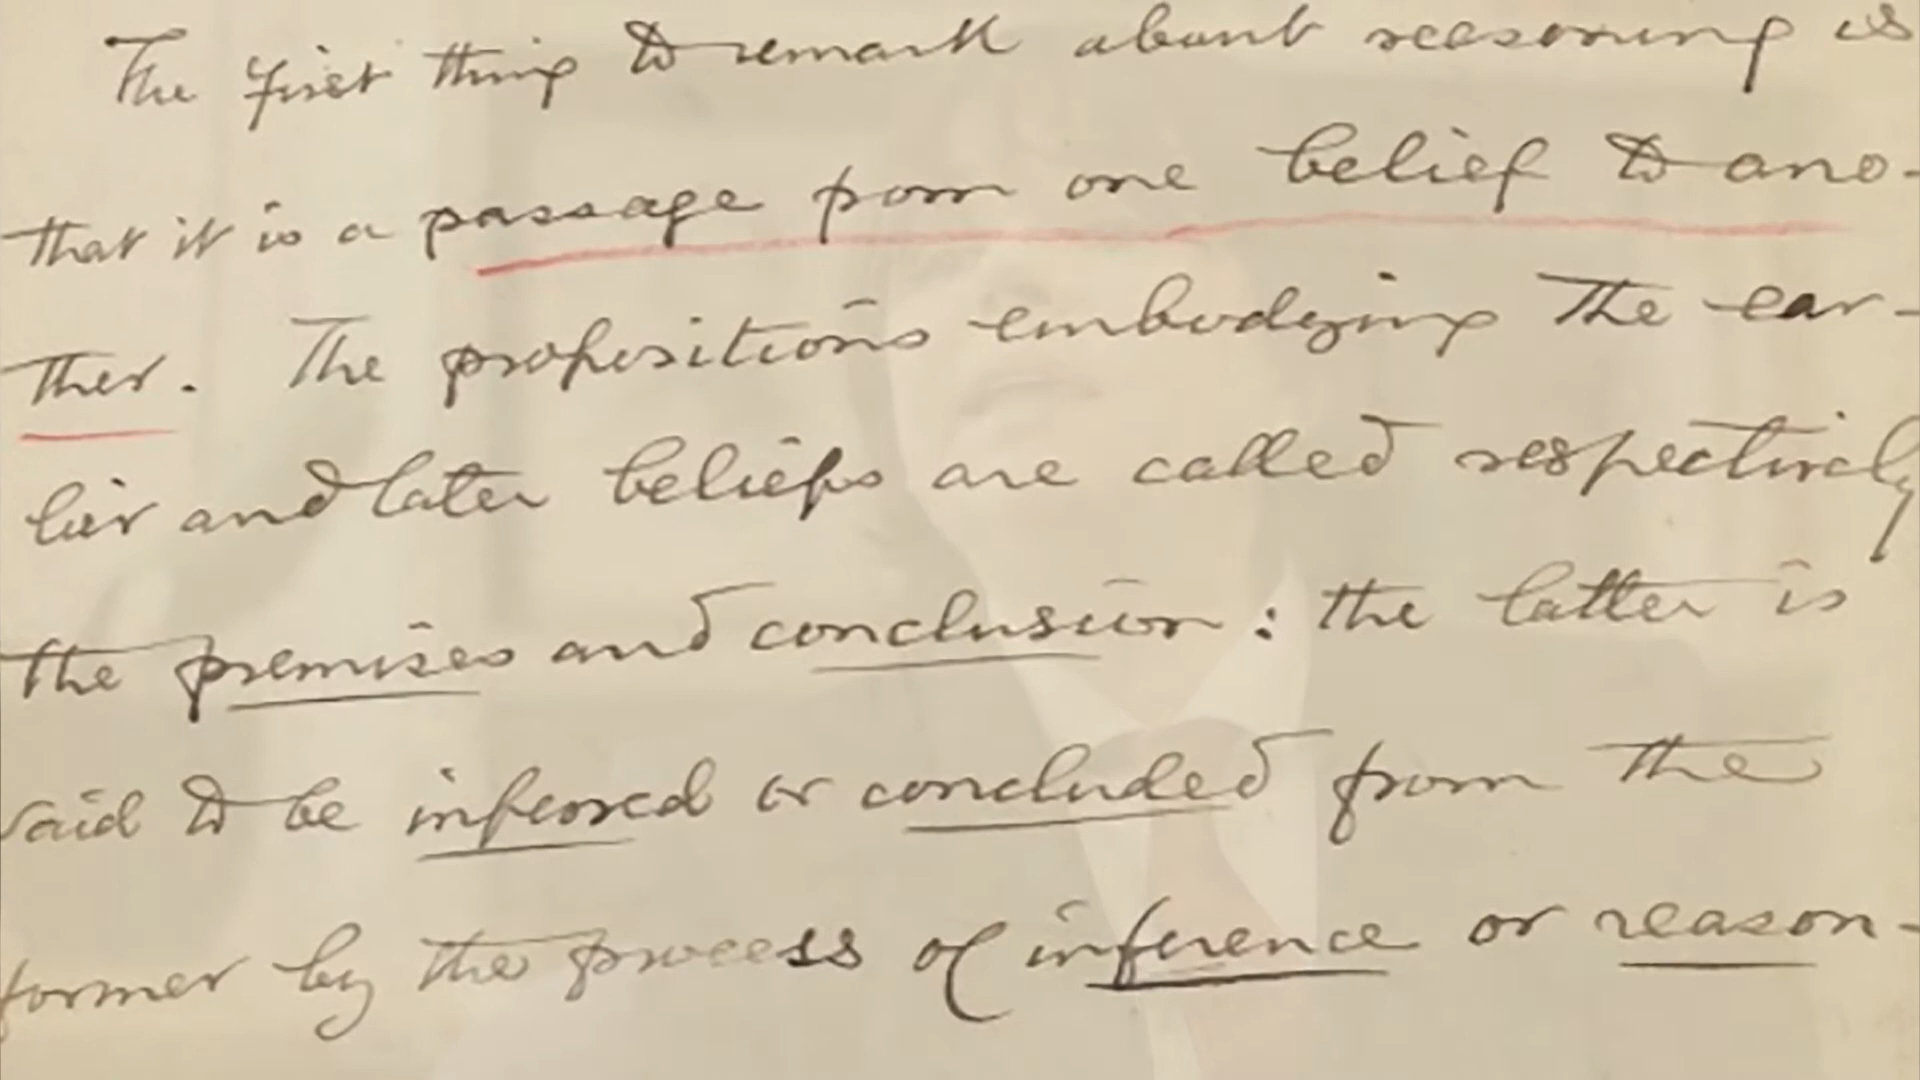 The first thing to remark about reasoning is
that it is a passage from one belief to ano-
ther. The propositions embodying the ear-
lier and later beliefs are called respectively
the premises and conclusion: the latter is
said to be inferred or concluded from the
former by the process of inference or reason-